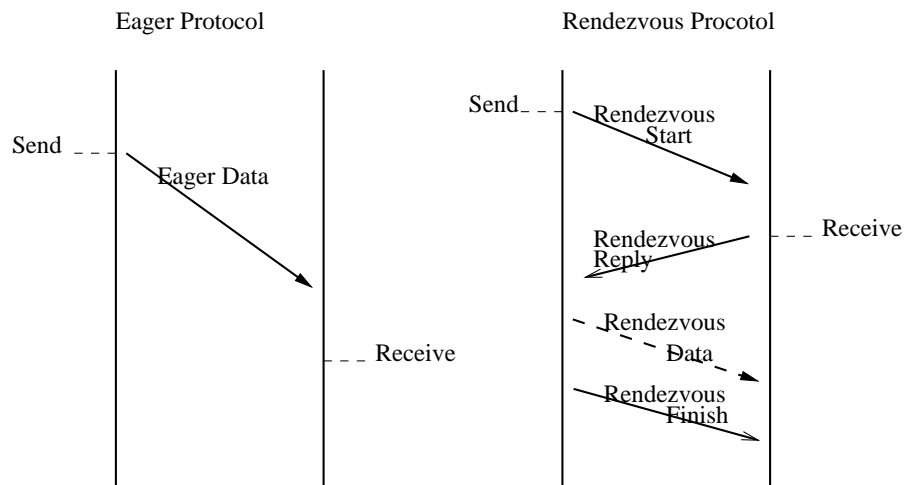 Eager Protocol
Send
Eager Data
Receive
Rendezvous Procotol
Send
Rendezvous
Start
Receive
Rendezvous
Reply
Rendezvous
Data
Rendezvous
Finish